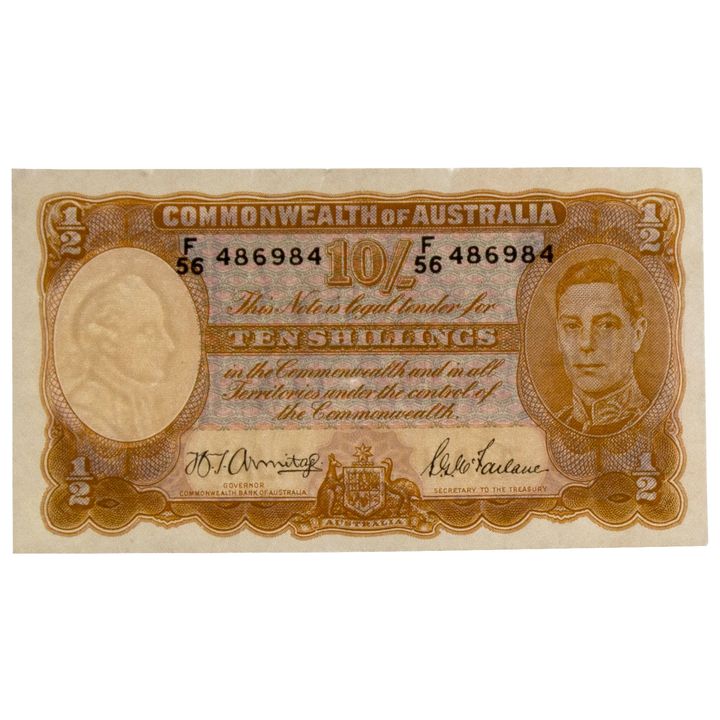 1/2 COMMONWEALTH OF AUSTRALIA 1/2
F/56 486984 10/- F/56 486984
This Note is legal tender for
TEN SHILLINGS
in the Commonwealth and in all
Territories under the control of
the Commonwealth.
H.T. Armitage S.G. McFarlane
GOVERNOR
COMMONWEALTH BANK OF AUSTRALIA
SECRETARY TO THE TREASURY
1/2 AUSTRALIA 1/2